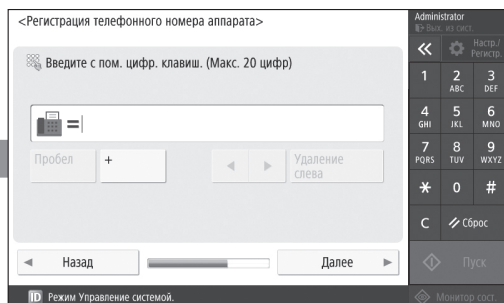 <Регистрация телефонного номера аппарата>
Введите с пом. цифр. клавиш. (Макс. 20 цифр)
=
Пробел
+
◀
▶
Удаление
слева
◀ Назад
Далее ▶
ID Режим Управление системой.
Administrator
Вых. из сист.
Настр./
Регистр.
1 2 3
ABC DEF
4 5 6
GHI JKL MNO
7 8 9
PQRS TUV WXYZ
* 0 #
C Сброс
Пуск
Монитор сост.